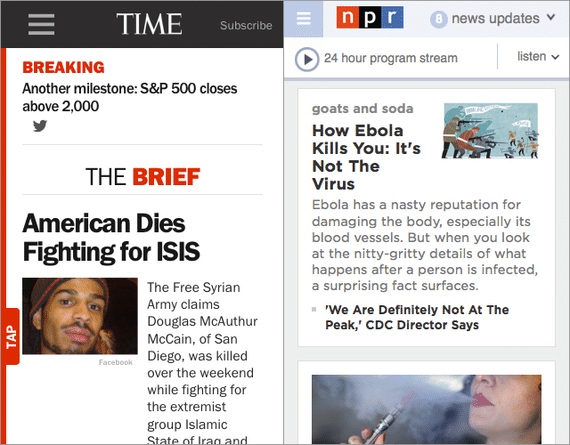 TIME
Subscribe
BREAKING
Another milestone: S&P 500 closes
above 2,000
THE BRIEF
American Dies
Fighting for ISIS
TAP
Facebook
The Free Syrian
Army claims
Douglas McAuthur
McCain, of San
Diego, was killed
over the weekend
while fighting for
the extremist
group Islamic
State of Iraq and
npr
8 news updates
24 hour program stream
listen
goats and soda
How Ebola
Kills You: It's
Not The
Virus
Ebola has a nasty reputation for
damaging the body, especially its
blood vessels. But when you look
at the nitty-gritty details of what
happens after a person is infected,
a surprising fact surfaces.
'We Are Definitely Not At The
Peak,' CDC Director Says